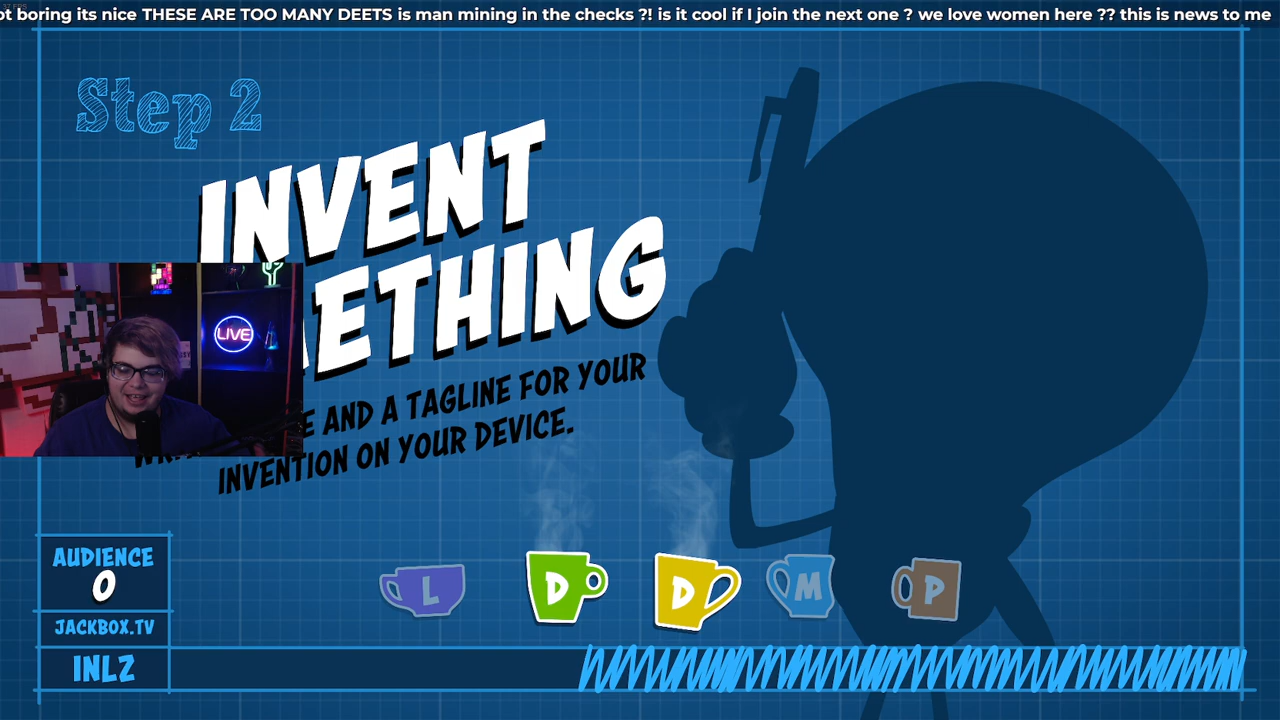 ot boring its nice THESE ARE TOO MANY DEETS is man mining in the checks ?! is it cool if I join the next one ? we love women here ?? this is news to me
Step 2
INVENT
ETHING
E AND A TAGLINE FOR YOUR
INVENTION ON YOUR DEVICE.
LIVE
AUDIENCE
0
JACKBOX.TV
INLZ
L
D
D
M
P